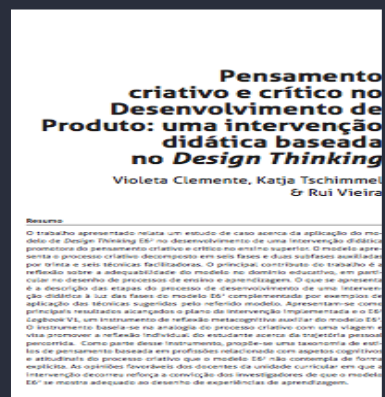 Pensamento
criativo e crítico no
Desenvolvimento de
Produto: uma intervenção
didática baseada
no Design Thinking
Violeta Clemente, Katja Tschimmel
& Rui Vieira
Resumo
O trabalho apresentado relata um estudo de caso acerca da aplicação do mo-
delo de Design Thinking E6² no desenvolvimento de uma intervenção didática
promotora do pensamento criativo e crítico no ensino superior. O modelo apre-
senta o processo criativo decomposto em seis fases e duas subfases auxiliadas
por trinta e seis técnicas facilitadoras. O principal contributo do trabalho é a
reflexão sobre a adequabilidade do modelo no domínio educativo, em parti-
cular no desenho de processos de ensino e aprendizagem. O que se apresenta
é a descrição das etapas do processo de desenvolvimento de uma interven-
ção didática à luz das fases do modelo E6² complementada por exemplos de
aplicação das técnicas sugeridas pelo referido modelo. Apresentam-se como
principais resultados alcançados o plano da intervenção implementada e o E6²
Logbook V1, um instrumento de reflexão metacognitiva auxiliar do modelo E6²
O instrumento baseia-se na analogia do processo criativo com uma viagem e
visa promover a reflexão individual do estudante acerca da trajetória pessoal
percorrida. Como parte desse instrumento, propõe-se uma taxonomia de esti-
los de pensamento baseada em profissões relacionado com aspetos cognitivos
e atitudinais do processo criativo que o modelo E6² não contempla de forma
explícita. As opiniões favoráveis dos docentes da unidade curricular em que a
intervenção decorreu reforça a convicção dos investigadores de que o modelo
E6² se mostra adequado ao desenho de experiências de aprendizagem.